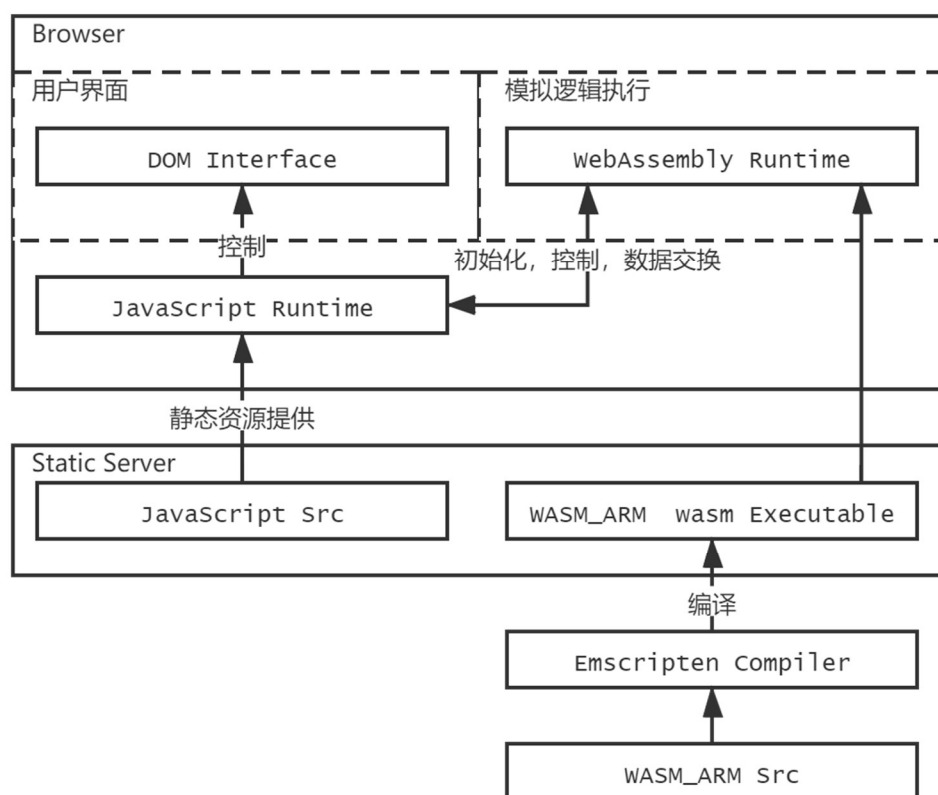 Browser
用户界面
模拟逻辑执行
DOM Interface
WebAssembly Runtime
控制
初始化，控制，数据交换
JavaScript Runtime
静态资源提供
Static Server
JavaScript Src
WASM_ARM  wasm Executable
编译
Emscripten Compiler
WASM_ARM Src